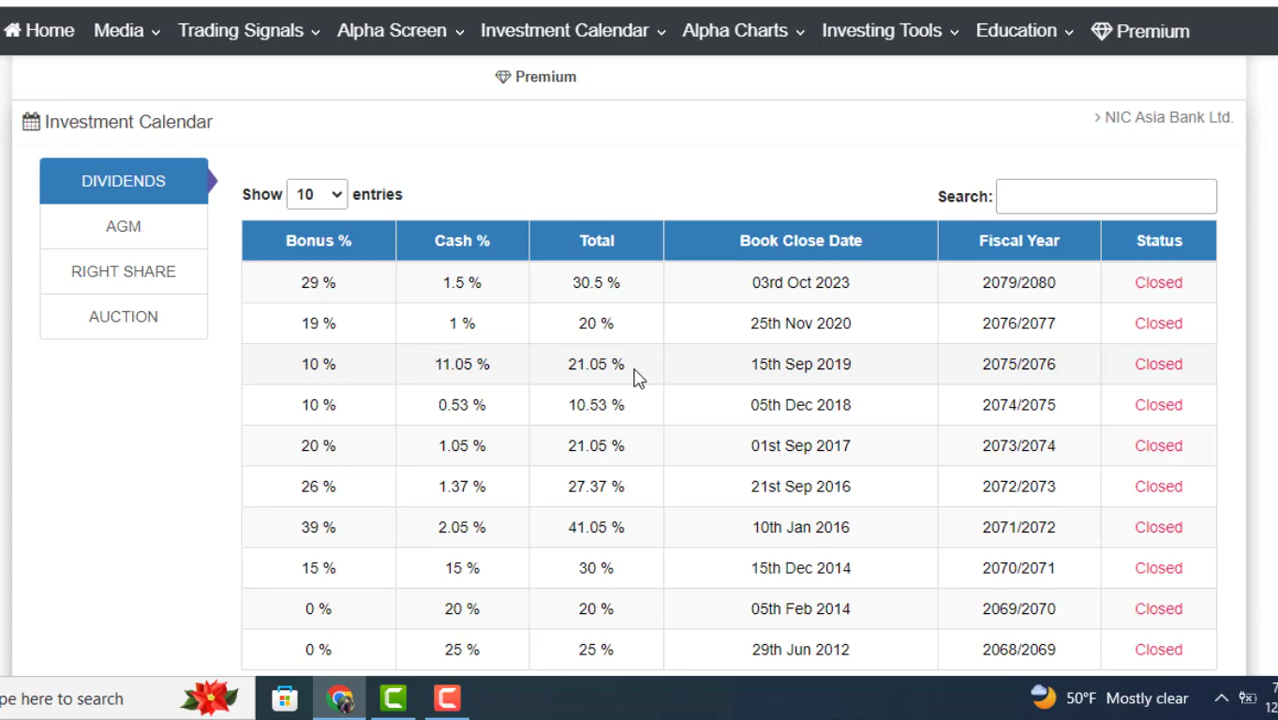 Home Media Trading Signals Alpha Screen Investment Calendar Alpha Charts Investing Tools Education Premium
Premium
Investment Calendar
> NIC Asia Bank Ltd.
DIVIDENDS
AGM
RIGHT SHARE
AUCTION
Show 10 entries
Search:
Bonus % Cash % Total Book Close Date Fiscal Year Status
29 % 1.5 % 30.5 % 03rd Oct 2023 2079/2080 Closed
19 % 1 % 20 % 25th Nov 2020 2076/2077 Closed
10 % 11.05 % 21.05 % 15th Sep 2019 2075/2076 Closed
10 % 0.53 % 10.53 % 05th Dec 2018 2074/2075 Closed
20 % 1.05 % 21.05 % 01st Sep 2017 2073/2074 Closed
26 % 1.37 % 27.37 % 21st Sep 2016 2072/2073 Closed
39 % 2.05 % 41.05 % 10th Jan 2016 2071/2072 Closed
15 % 15 % 30 % 15th Dec 2014 2070/2071 Closed
0 % 20 % 20 % 05th Feb 2014 2069/2070 Closed
0 % 25 % 25 % 29th Jun 2012 2068/2069 Closed
pe here to search
50°F Mostly clear